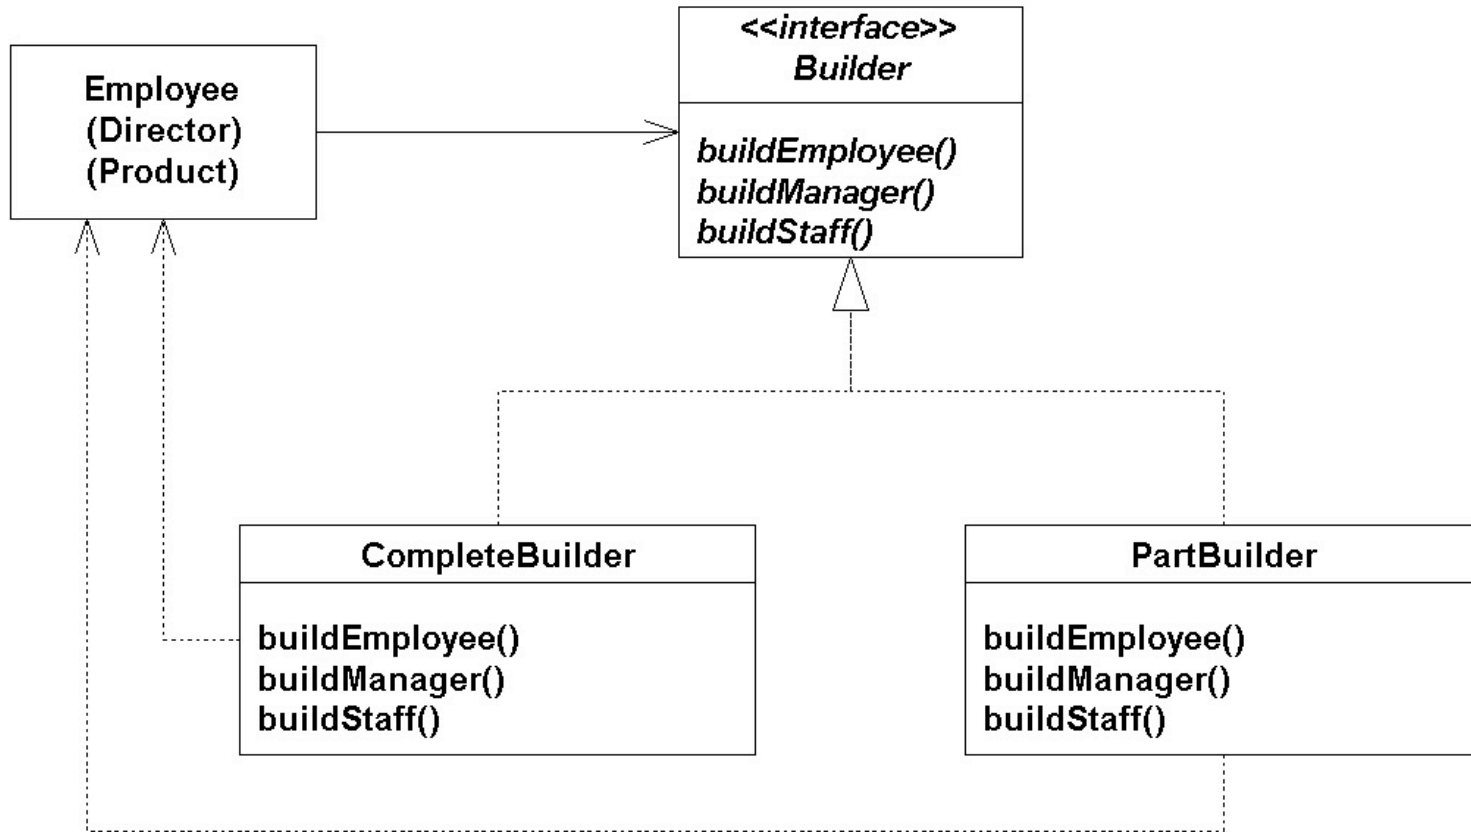 Employee
(Director)
(Product)
<<interface>>
Builder
buildEmployee()
buildManager()
buildStaff()
CompleteBuilder
buildEmployee()
buildManager()
buildStaff()
PartBuilder
buildEmployee()
buildManager()
buildStaff()